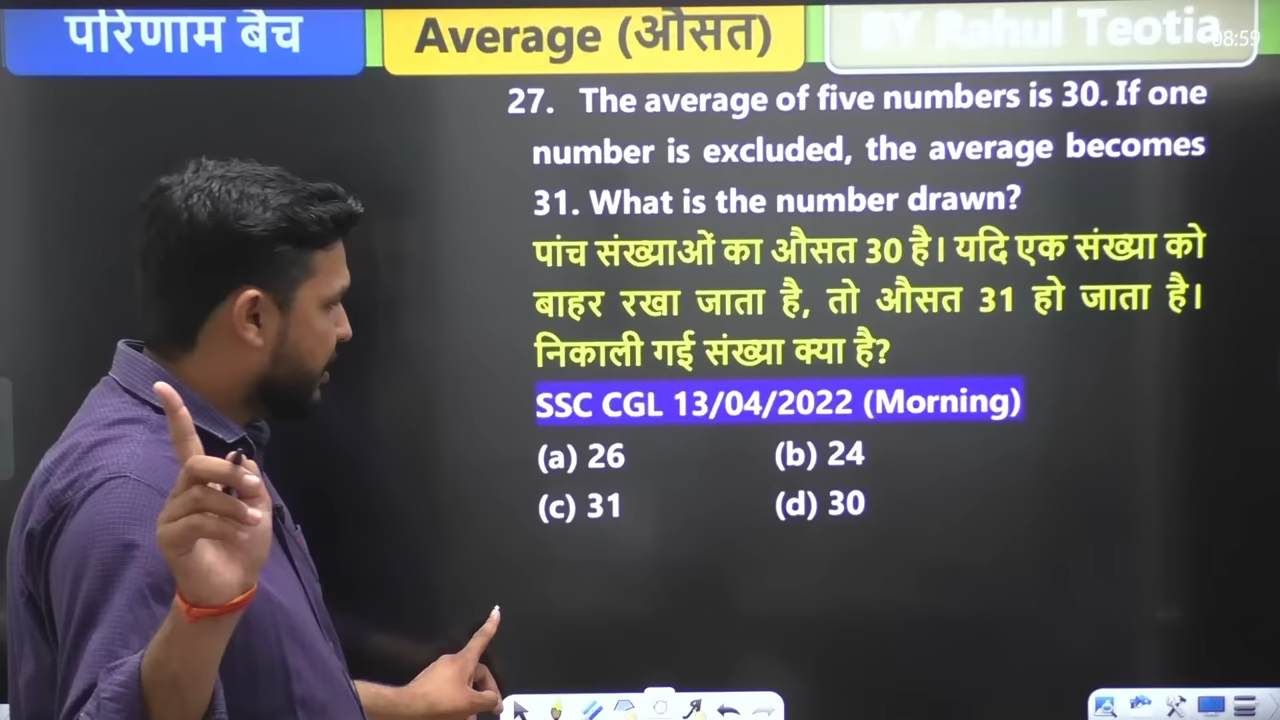 परिणाम बैच
Average (औसत)
BY Rahul Teotia
08:59
27. The average of five numbers is 30. If one
number is excluded, the average becomes
31. What is the number drawn?
पांच संख्याओं का औसत 30 है। यदि एक संख्या को
बाहर रखा जाता है, तो औसत 31 हो जाता है।
निकाली गई संख्या क्या है?
SSC CGL 13/04/2022 (Morning)
(a) 26 (b) 24
(c) 31 (d) 30